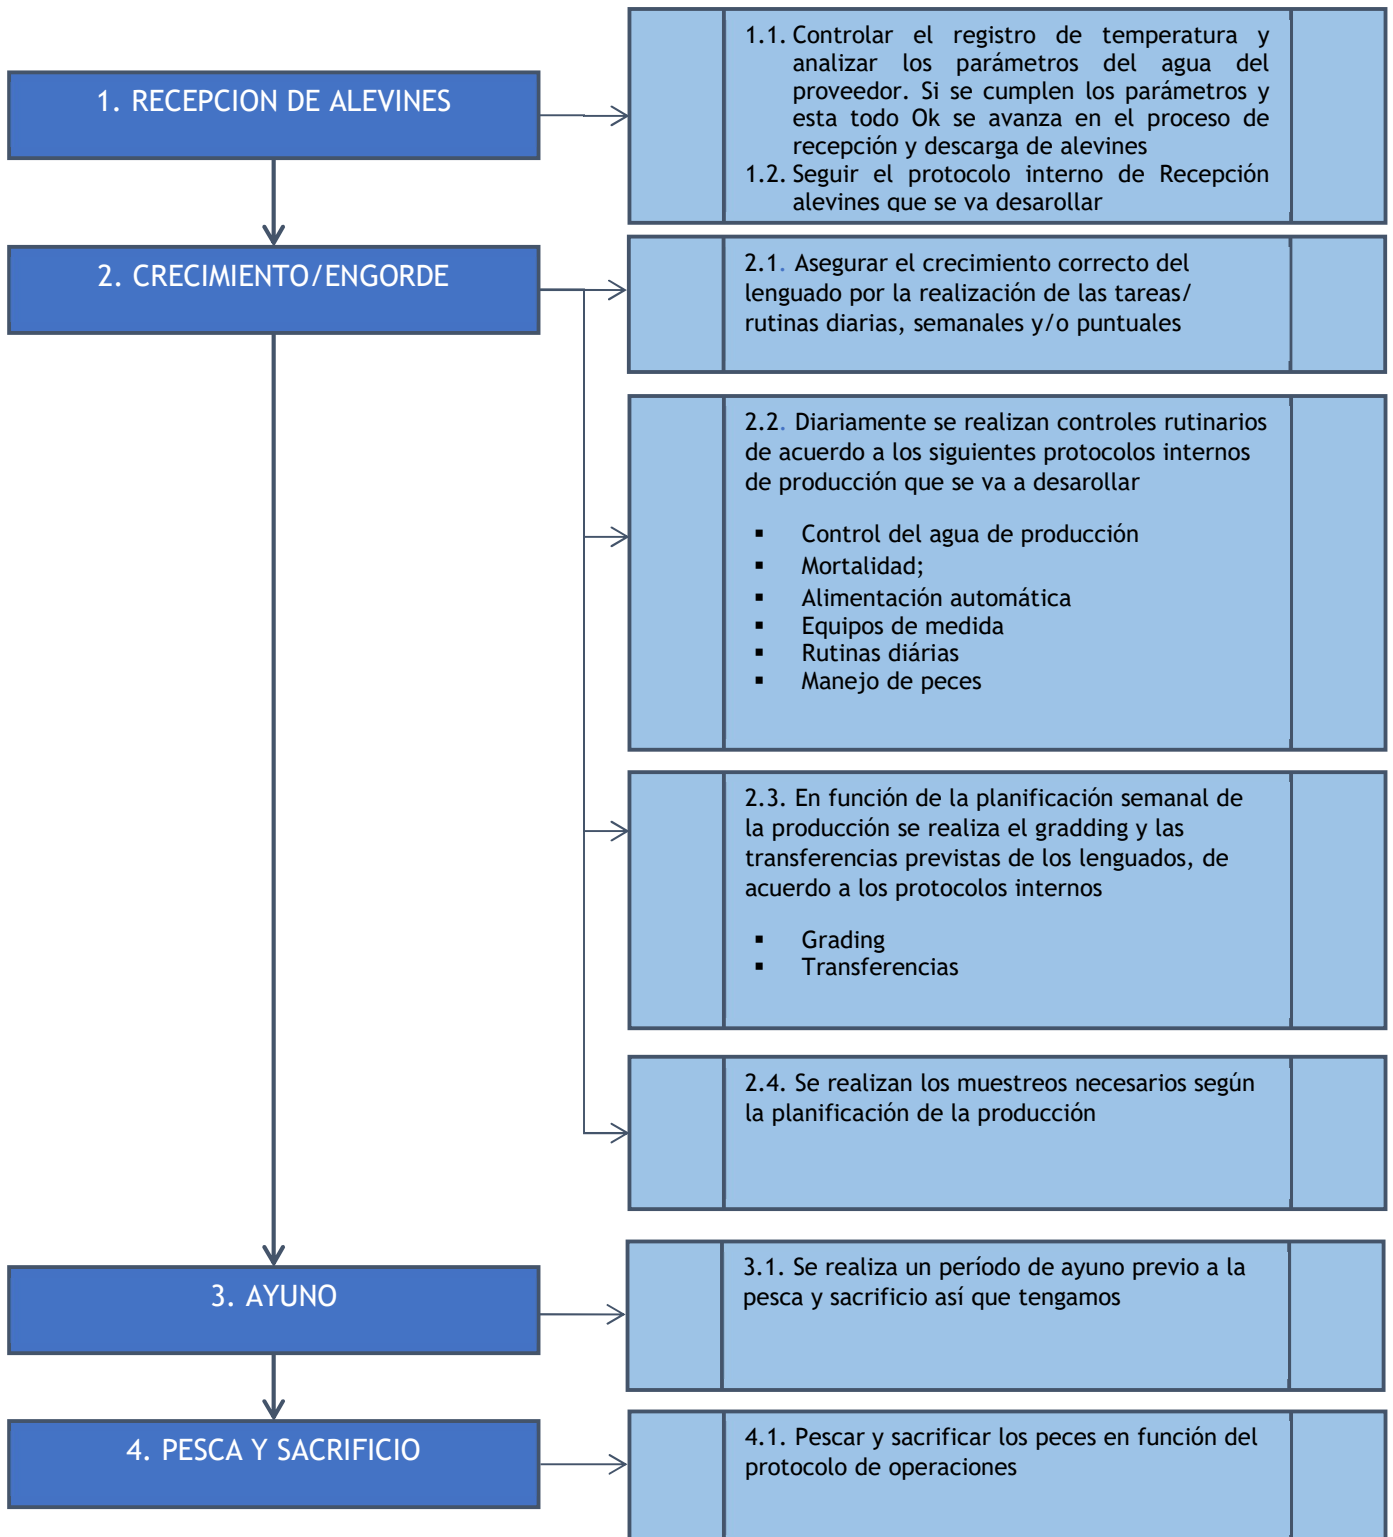 1. RECEPCION DE ALEVINES
1.1. Controlar el registro de temperatura y
analizar los parámetros del agua del
proveedor. Si se cumplen los parámetros y
esta todo Ok se avanza en el proceso de
recepción y descarga de alevines
1.2. Seguir el protocolo interno de Recepción
alevines que se va desarollar
2. CRECIMIENTO/ENGORDE
2.1. Asegurar el crecimiento correcto del
lenguado por la realización de las tareas/
rutinas diarias, semanales y/o puntuales
2.2. Diariamente se realizan controles rutinarios
de acuerdo a los siguientes protocolos internos
de producción que se va a desarollar
▪ Control del agua de producción
▪ Mortalidad;
▪ Alimentación automática
▪ Equipos de medida
▪ Rutinas diárias
▪ Manejo de peces
2.3. En función de la planificación semanal de
la producción se realiza el gradding y las
transferencias previstas de los lenguados, de
acuerdo a los protocolos internos
▪ Grading
▪ Transferencias
2.4. Se realizan los muestreos necesarios según
la planificación de la producción
3. AYUNO
3.1. Se realiza un período de ayuno previo a la
pesca y sacrificio así que tengamos
4. PESCA Y SACRIFICIO
4.1. Pescar y sacrificar los peces en función del
protocolo de operaciones